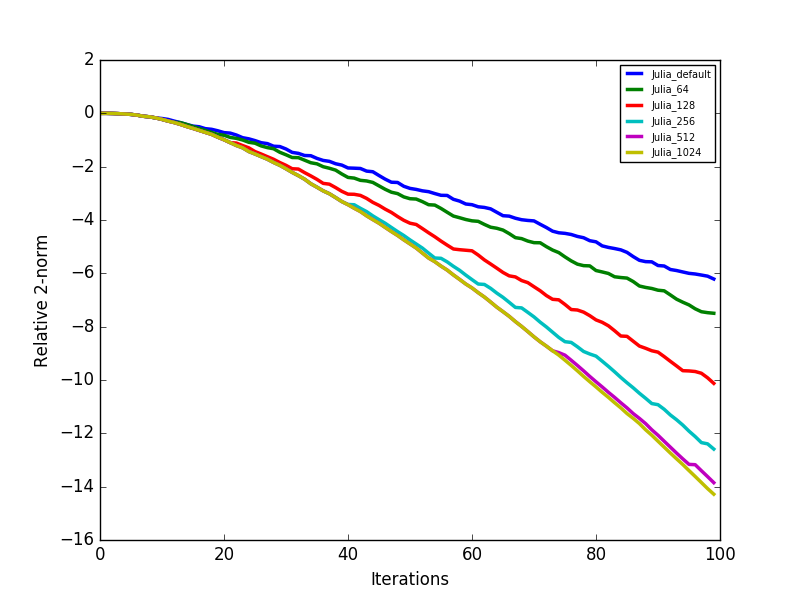 2
0
−2
−4
−6
−8
−10
−12
−14
−16
0 20 40 60 80 100
Relative 2-norm
Iterations
Julia_default
Julia_64
Julia_128
Julia_256
Julia_512
Julia_1024